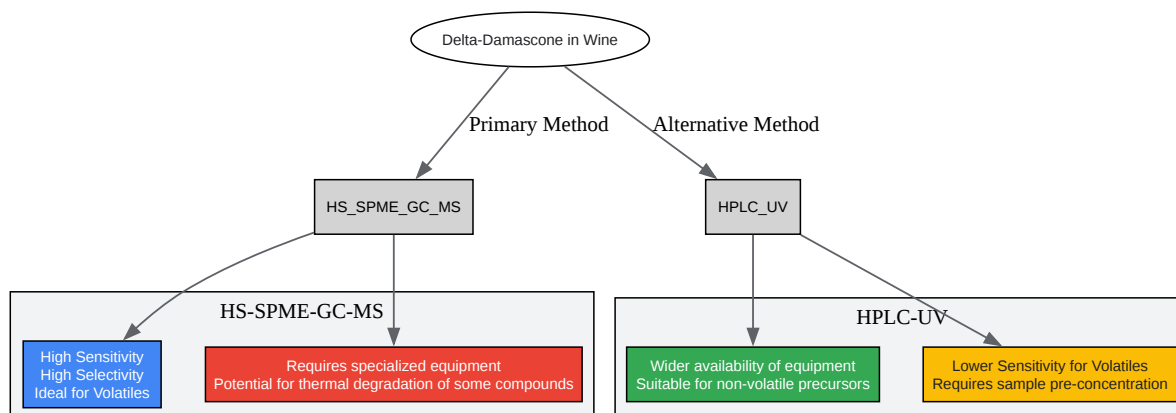 Delta-Damascone in Wine
Primary Method
Alternative Method
HS_SPME_GC_MS
HPLC_UV
HS-SPME-GC-MS
High Sensitivity
High Selectivity
Ideal for Volatiles
Requires specialized equipment
Potential for thermal degradation of some compounds
HPLC-UV
Wider availability of equipment
Suitable for non-volatile precursors
Lower Sensitivity for Volatiles
Requires sample pre-concentration